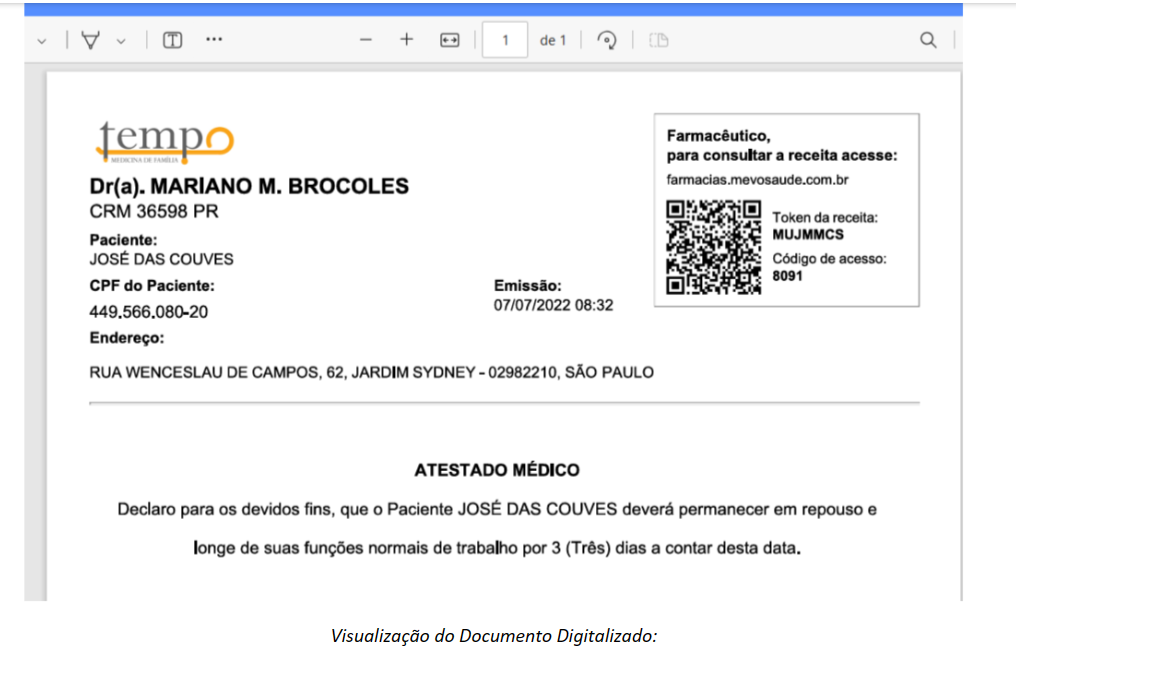 1 de 1
tempo
MEDICINA DE FAMÍLIA
Dr(a). MARIANO M. BROCOLES
CRM 36598 PR
Paciente:
JOSÉ DAS COUVES
CPF do Paciente:
449.566.080-20
Emissão:
07/07/2022 08:32
Endereço:
RUA WENCESLAU DE CAMPOS, 62, JARDIM SYDNEY - 02982210, SÃO PAULO
Farmacêutico,
para consultar a receita acesse:
farmacias.mevosaude.com.br
Token da receita:
MUJMMCS
Código de acesso:
8091
ATESTADO MÉDICO
Declaro para os devidos fins, que o Paciente JOSÉ DAS COUVES deverá permanecer em repouso e
longe de suas funções normais de trabalho por 3 (Três) dias a contar desta data.
Visualização do Documento Digitalizado: